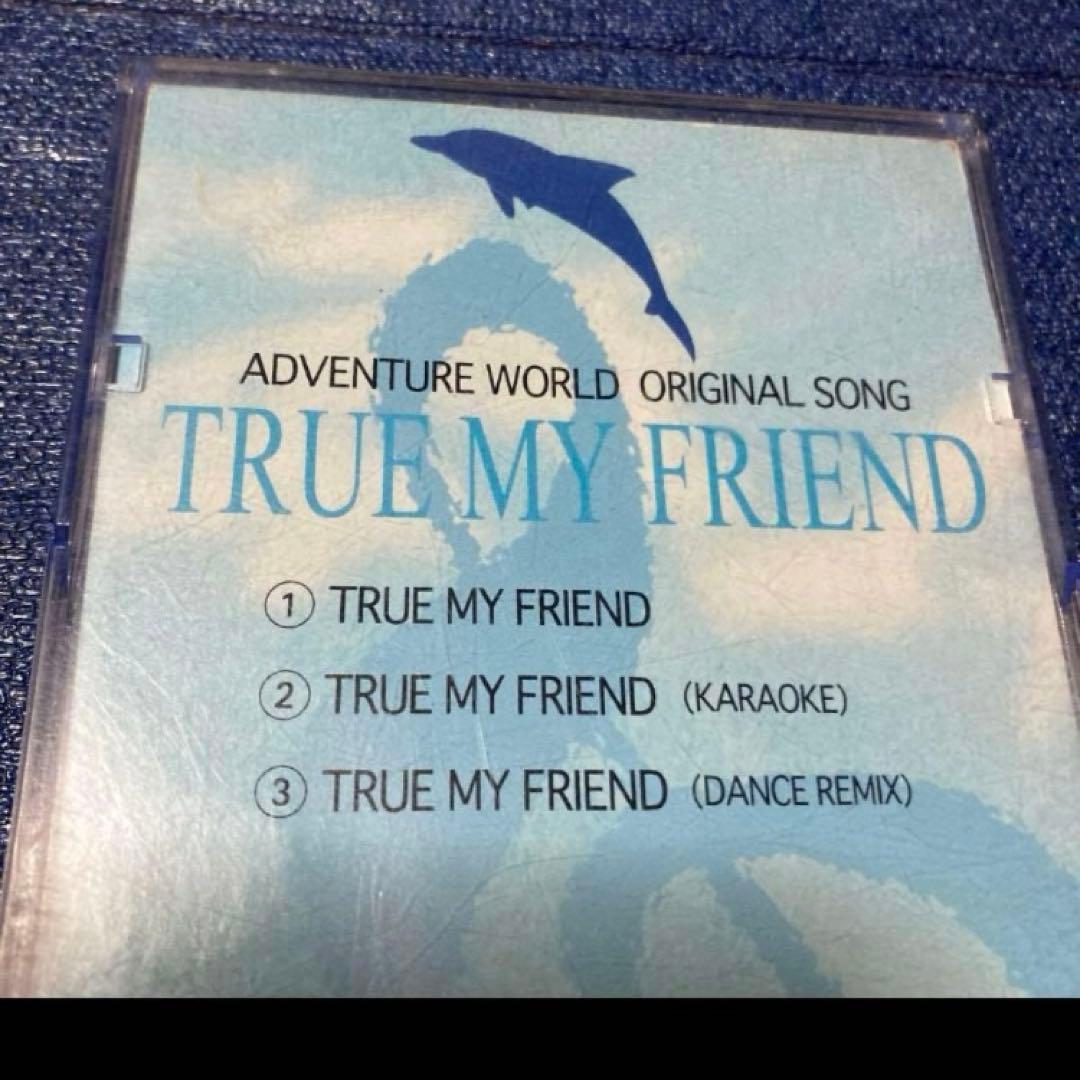 ADVENTURE WORLD ORIGINAL SONG
TRUE MY FRIEND
① TRUE MY FRIEND
② TRUE MY FRIEND (KARAOKE)
③ TRUE MY FRIEND (DANCE REMIX)